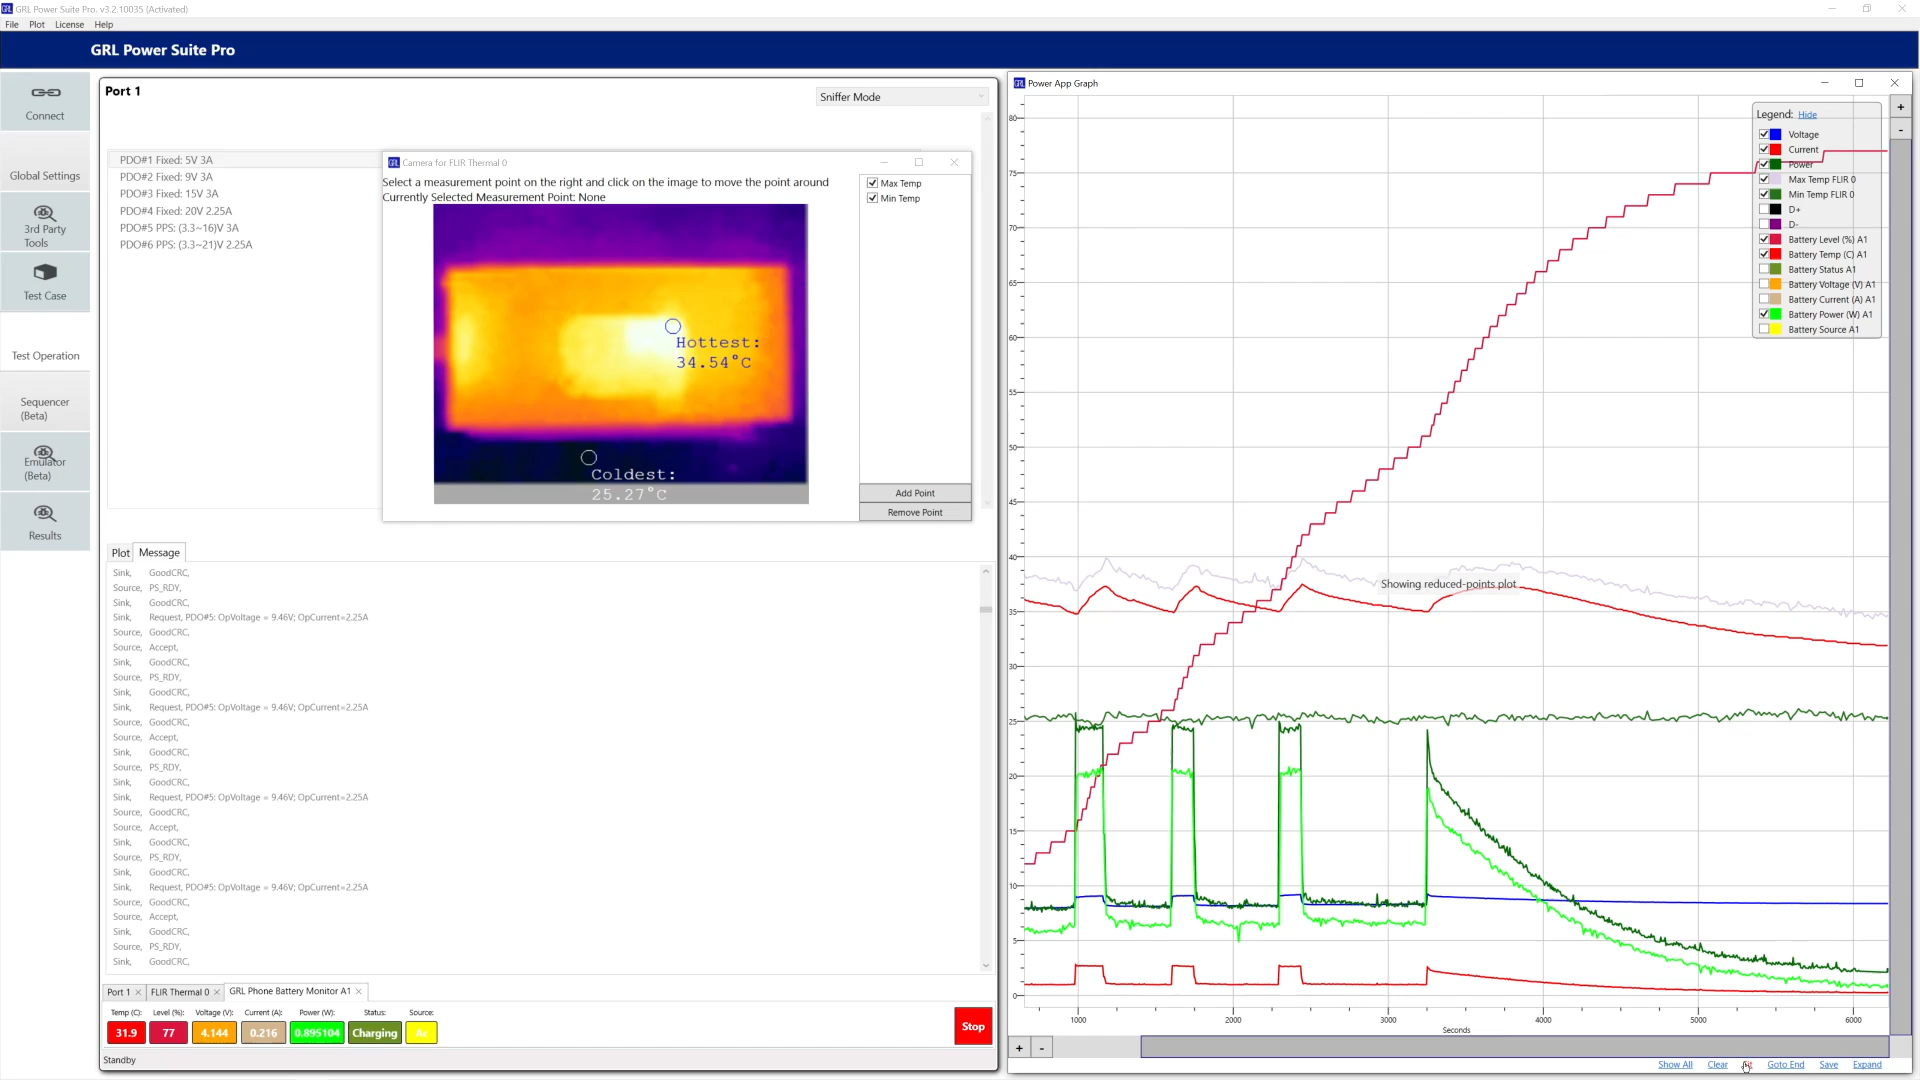 GRL Power Suite Pro. v3.2.10035 (Activated)
File Plot License Help
GRL Power Suite Pro
Connect
Global Settings
3rd Party
Tools
Test Case
Test Operation
Sequencer
(Beta)
Emulator
(Beta)
Results
Port 1
Sniffer Mode
PDO#1 Fixed: 5V 3A
PDO#2 Fixed: 9V 3A
PDO#3 Fixed: 15V 3A
PDO#4 Fixed: 20V 2.25A
PDO#5 PPS: (3.3~16)V 3A
PDO#6 PPS: (3.3~21)V 2.25A
Camera for FLIR Thermal 0
Select a measurement point on the right and click on the image to move the point around
Currently Selected Measurement Point: None
Max Temp
Min Temp
Hottest:
34.54°C
Coldest:
25.27°C
Add Point
Remove Point
Plot Message
Sink, GoodCRC,
Source, PS_RDY,
Sink, GoodCRC,
Sink, Request, PDO#5: OpVoltage = 9.46V; OpCurrent=2.25A
Source, GoodCRC,
Source, Accept,
Sink, GoodCRC,
Source, PS_RDY,
Sink, GoodCRC,
Sink, Request, PDO#5: OpVoltage = 9.46V; OpCurrent=2.25A
Source, GoodCRC,
Source, Accept,
Sink, GoodCRC,
Source, PS_RDY,
Sink, GoodCRC,
Sink, Request, PDO#5: OpVoltage = 9.46V; OpCurrent=2.25A
Source, GoodCRC,
Source, Accept,
Sink, GoodCRC,
Source, PS_RDY,
Sink, GoodCRC,
Sink, Request, PDO#5: OpVoltage = 9.46V; OpCurrent=2.25A
Source, GoodCRC,
Source, Accept,
Sink, GoodCRC,
Source, PS_RDY,
Sink, GoodCRC,
Port 1 FLIR Thermal 0 GRL Phone Battery Monitor A1
Temp (C): Level (%): Voltage (V): Current (A): Power (W): Status: Source:
31.9 77 4.144 0.216 0.895104 Charging Ac
Stop
Standby
GRL Power App Graph
Legend: Hide
Voltage
Current
Power
Max Temp FLIR 0
Min Temp FLIR 0
D+
D-
Battery Level (%) A1
Battery Temp (C) A1
Battery Status A1
Battery Voltage (V) A1
Battery Current (A) A1
Battery Power (W) A1
Battery Source A1
80
75
70
65
60
55
50
45
40
35
30
25
20
15
10
5
0
Showing reduced-points plot
1000 2000 3000 4000 5000 6000
Seconds
+ -
+
-
Show All Clear Goto End Save Expand